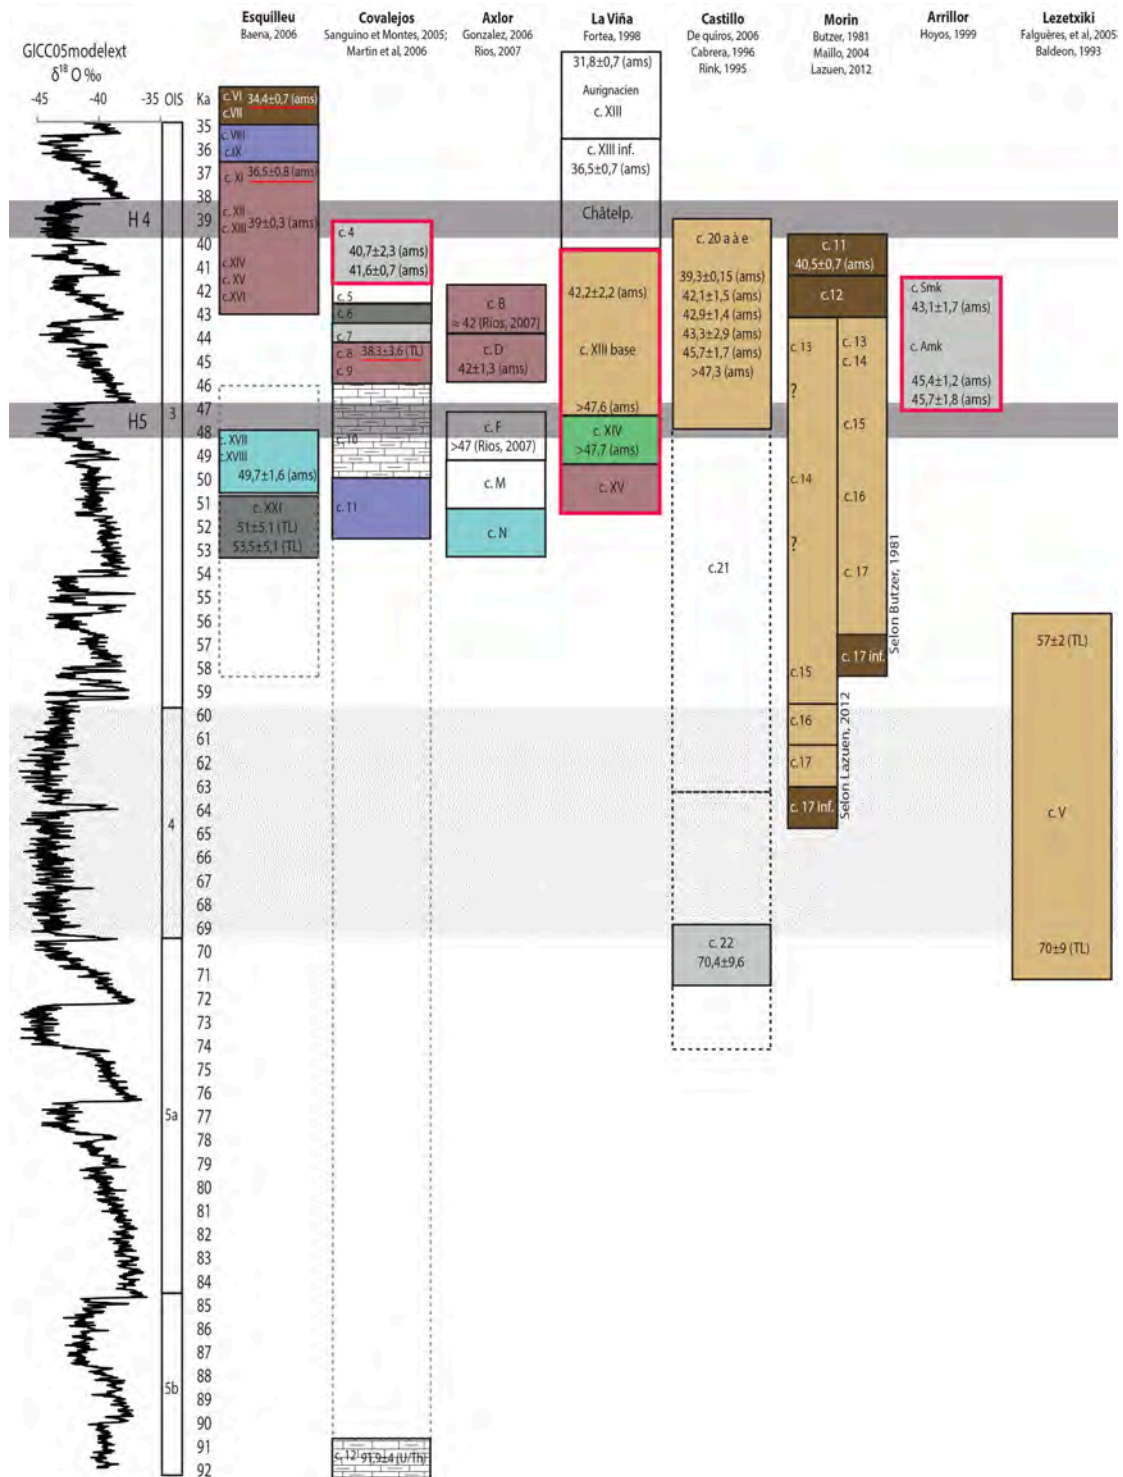 Esquilleu
Baena, 2006
Covalejos
Sanguino et Montes, 2005;
Martin et al, 2006
Axlor
Gonzalez, 2006
Rios, 2007
La Viña
Fortea, 1998
Castillo
De quiros, 2006
Cabrera, 1996
Rink, 1995
Morin
Butzer, 1981
Maillo, 2004
Lazuen, 2012
Arrillor
Hoyos, 1999
Lezetxiki
Falguères, et al, 2005
Baldeon, 1993
GICC05modelext
δ¹⁸ O ‰
-45 -40 -35 OIS Ka
35
36
37
38
39
40
41
42
43
44
45
46
47
48
49
50
51
52
53
54
55
56
57
58
59
60
61
62
63
64
65
66
67
68
69
70
71
72
73
74
75
76
77
78
79
80
81
82
83
84
85
86
87
88
89
90
91
92
H 4
H5
3
4
5a
5b
c. VI 34,4±0,7 (ams)
c.VII
c. VIII
c.IX
c. XI 36,5±0,8 (ams)
c. XII
c. XIII 39±0,3 (ams)
c.XIV
c. XV
c.XVI
c. XVII
c.XVIII
49,7±1,6 (ams)
c. XXI
51±5,1 (TL)
53,5±5,1 (TL)
c. 4
40,7±2,3 (ams)
41,6±0,7 (ams)
c. 5
c. 6
c. 7
c. 8 38,3±3,6 (TL)
c. 9
c. 10
c. 11
c. 12 91,9±4 (U/Th)
c. B
≈ 42 (Rios, 2007)
c. D
42±1,3 (ams)
c. F
>47 (Rios, 2007)
c. M
c. N
31,8±0,7 (ams)
Aurignacien
c. XIII
c. XIII inf.
36,5±0,7 (ams)
Châtelp.
42,2±2,2 (ams)
c. XIII base
>47,6 (ams)
c. XIV
>47,7 (ams)
c. XV
c. 20 a à e
39,3±0,15 (ams)
42,1±1,5 (ams)
42,9±1,4 (ams)
43,3±2,9 (ams)
45,7±1,7 (ams)
>47,3 (ams)
c.21
c. 22
70,4±9,6
c. 11
40,5±0,7 (ams)
c.12
c. 13
?
c.14
?
c.15
c.16
c.17
c. 17 inf.
Selon Lazuen, 2012
c. 13
c. 14
c.15
c.16
c. 17
c. 17 inf.
Selon Butzer, 1981
c. Smk
43,1±1,7 (ams)
c. Amk
45,4±1,2 (ams)
45,7±1,8 (ams)
57±2 (TL)
c. V
70±9 (TL)